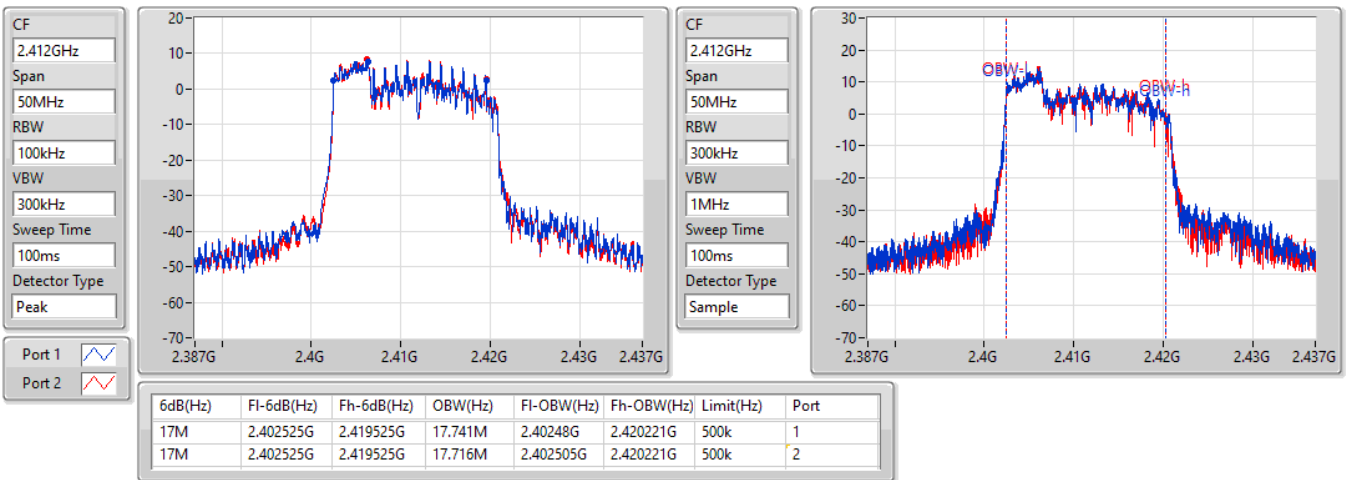 CF
2.412GHz
Span
50MHz
RBW
100kHz
VBW
300kHz
Sweep Time
100ms
Detector Type
Peak
20
10
0
-10
-20
-30
-40
-50
-60
-70
2.387G 2.4G 2.41G 2.42G 2.43G 2.437G
CF
2.412GHz
Span
50MHz
RBW
300kHz
VBW
1MHz
Sweep Time
100ms
Detector Type
Sample
30
20
10
0
-10
-20
-30
-40
-50
-60
-70
OBW-l
OBW-h
OBW-h
2.387G 2.4G 2.41G 2.42G 2.43G 2.437G
Port 1
Port 2
6dB(Hz) Fl-6dB(Hz) Fh-6dB(Hz) OBW(Hz) Fl-OBW(Hz) Fh-OBW(Hz) Limit(Hz) Port
17M 2.402525G 2.419525G 17.741M 2.40248G 2.420221G 500k 1
17M 2.402525G 2.419525G 17.716M 2.402505G 2.420221G 500k 2